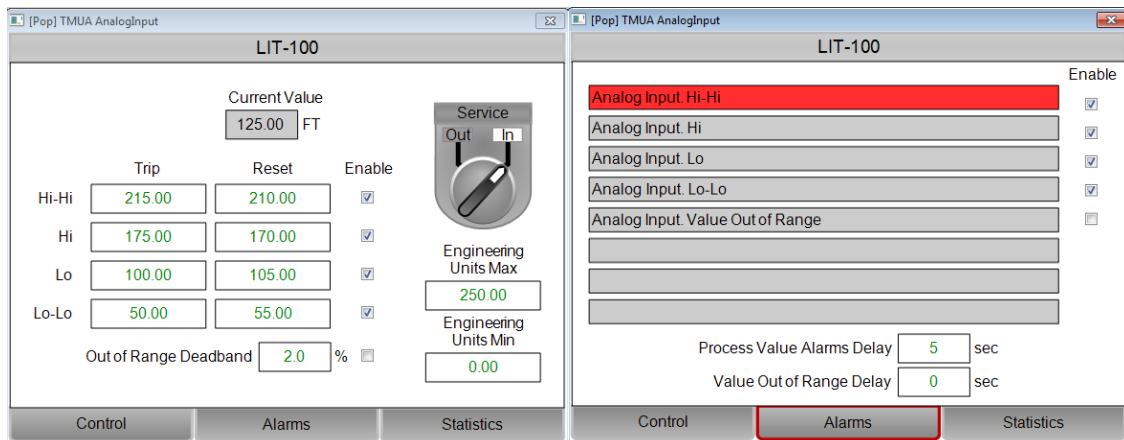 [Pop] TMUA AnalogInput
LIT-100
Current Value
125.00 FT
Service
Out In
Trip Reset Enable
Hi-Hi 215.00 210.00
Hi 175.00 170.00
Lo 100.00 105.00
Lo-Lo 50.00 55.00
Out of Range Deadband 2.0 %
Engineering
Units Max
250.00
Engineering
Units Min
0.00
Control Alarms Statistics
[Pop] TMUA AnalogInput
LIT-100
Enable
Analog Input. Hi-Hi
Analog Input. Hi
Analog Input. Lo
Analog Input. Lo-Lo
Analog Input. Value Out of Range
Process Value Alarms Delay 5 sec
Value Out of Range Delay 0 sec
Control Alarms Statistics